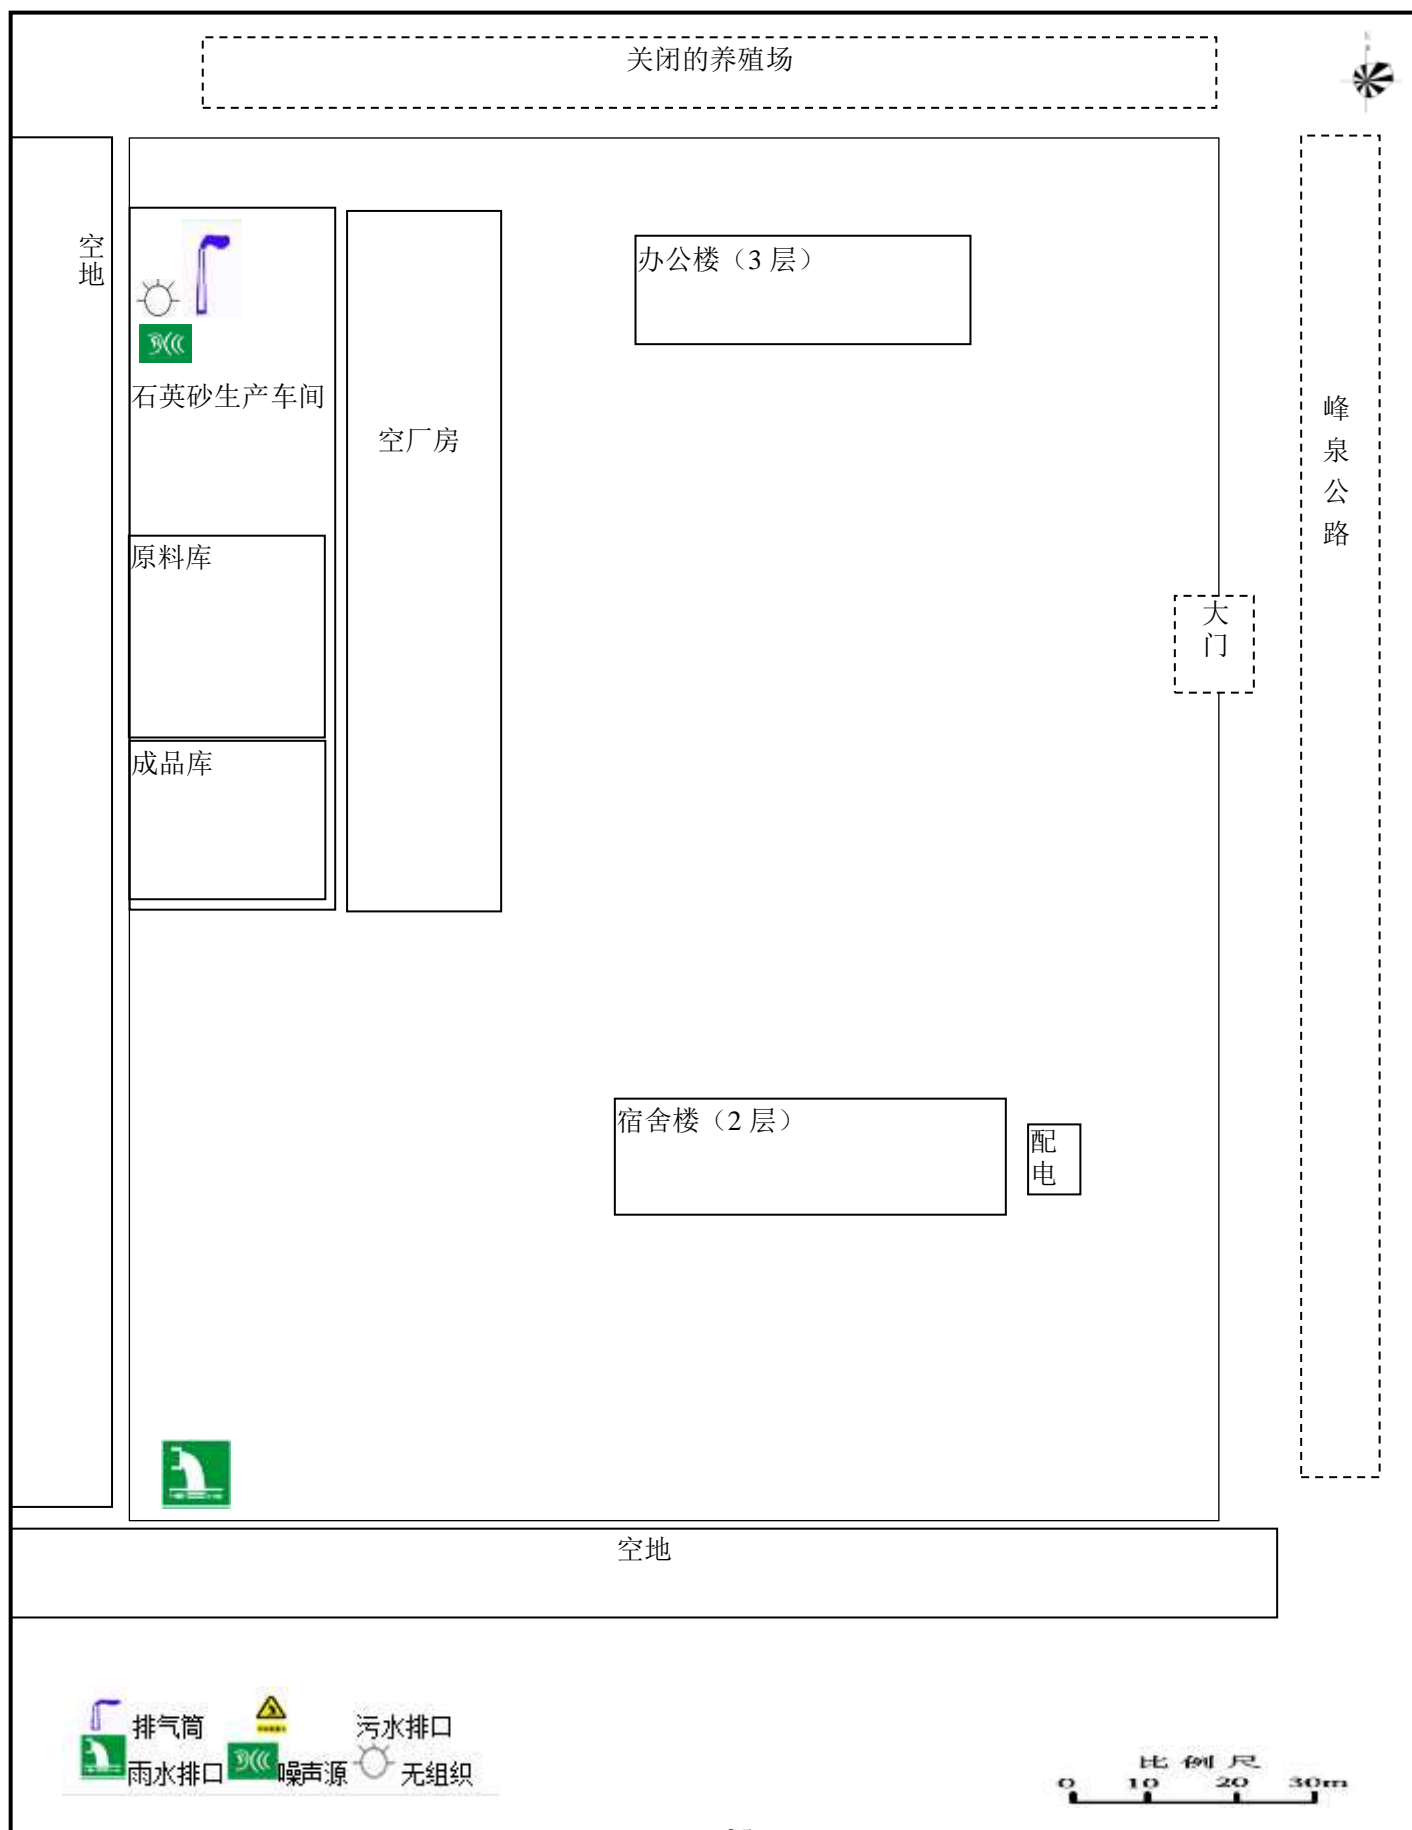 关闭的养殖场
空地
办公楼（3 层）
石英砂生产车间
空厂房
峰泉公路
原料库
大门
成品库
宿舍楼（2 层）
配电
空地
排气筒
污水排口
雨水排口
噪声源
无组织
比例尺
0 10 20 30m